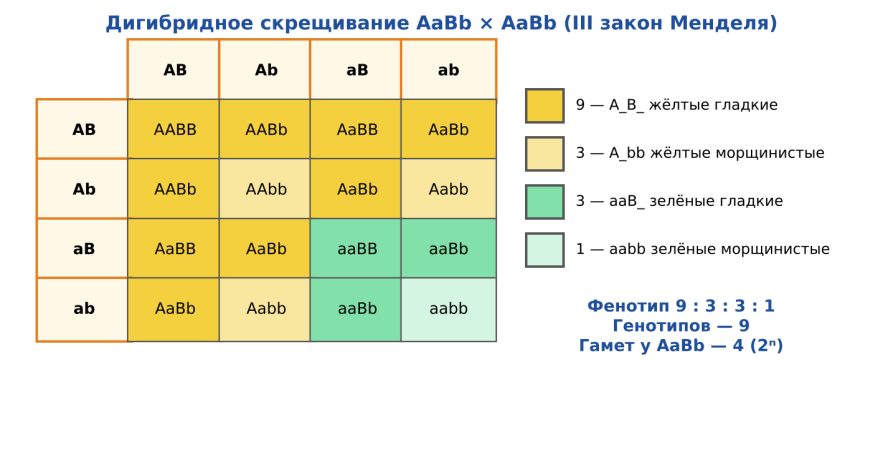 Дигибридное скрещивание AaBb × AaBb (III закон Менделя)
AB Ab aB ab
AB AABB AABb AaBB AaBb
Ab AABb AAbb AaBb Aabb
aB AaBB AaBb aaBB aaBb
ab AaBb Aabb aaBb aabb
9 — A_B_ жёлтые гладкие
3 — A_bb жёлтые морщинистые
3 — aaB_ зелёные гладкие
1 — aabb зелёные морщинистые
Фенотип 9 : 3 : 3 : 1
Генотипов — 9
Гамет у AaBb — 4 (2ⁿ)